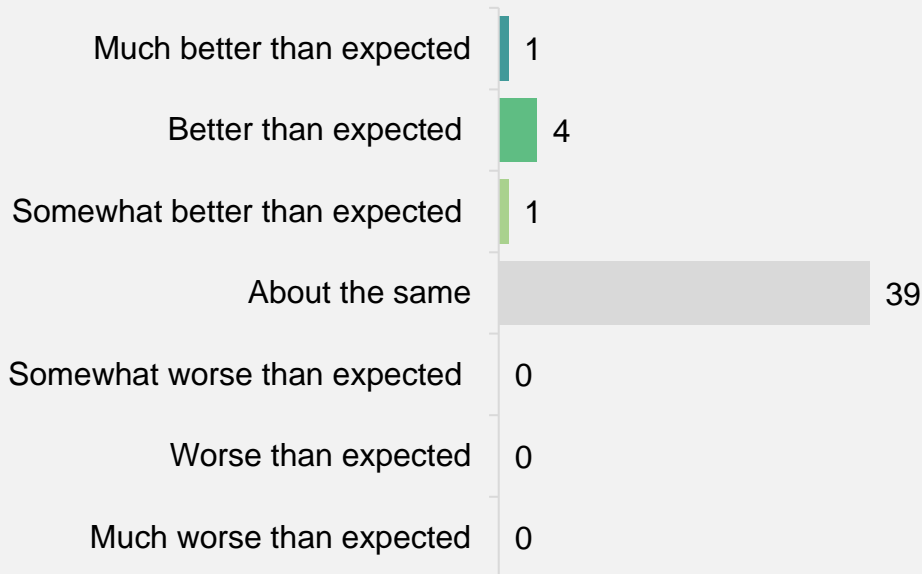 Much better than expected 1
Better than expected 4
Somewhat better than expected 1
About the same 39
Somewhat worse than expected 0
Worse than expected 0
Much worse than expected 0